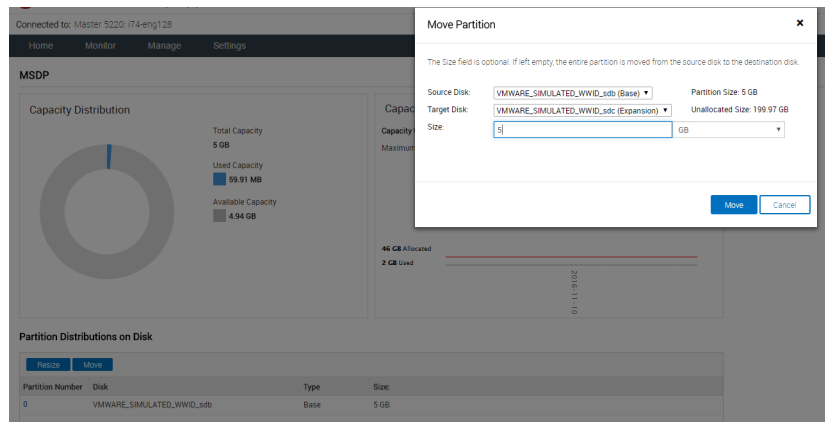 Connected to: Master 5220: i74-eng128
Home Monitor Manage Settings
MSDP
Capacity Distribution
Total Capacity
5 GB
Used Capacity
59.91 MB
Available Capacity
4.94 GB
Capac
Capacity
Maximum
46 GB Allocated
2 GB Used
2016-11-10
Move Partition
×
The Size field is optional. If left empty, the entire partition is moved from the source disk to the destination disk.
Source Disk: VMWARE_SIMULATED_WWID_sdb (Base) Partition Size: 5 GB
Target Disk: VMWARE_SIMULATED_WWID_sdc (Expansion) Unallocated Size: 199.97 GB
Size: 5 GB
Move Cancel
Partition Distributions on Disk
Resize Move
Partition Number Disk Type Size:
0 VMWARE_SIMULATED_WWID_sdb Base 5 GB